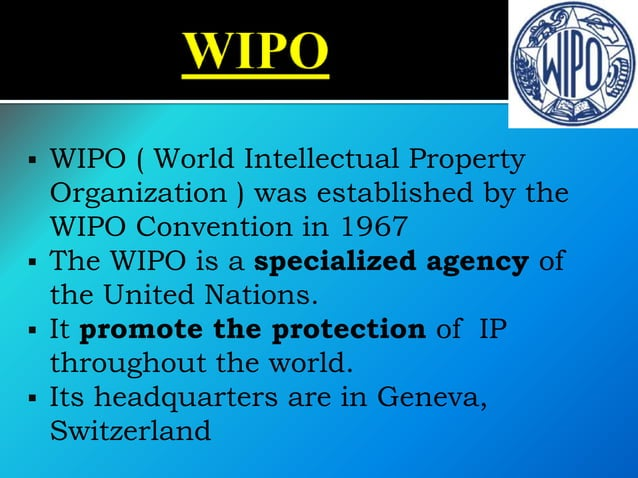 WIPO
WIPO
▪ WIPO ( World Intellectual Property
Organization ) was established by the
WIPO Convention in 1967
▪ The WIPO is a specialized agency of
the United Nations.
▪ It promote the protection of  IP
throughout the world.
▪ Its headquarters are in Geneva,
Switzerland